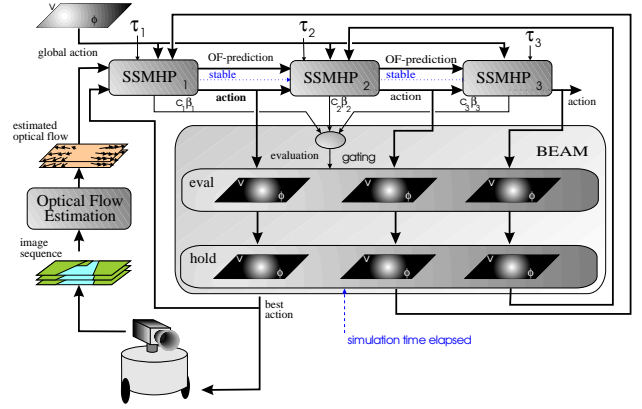 V
ϕ
global action
τ1
τ2
τ3
SSMHP 1
OF-prediction
stable
action
SSMHP 2
OF-prediction
stable
action
SSMHP 3
action
c1β1
c2β2
c3β3
estimated
optical flow
evaluation
gating
BEAM
Optical Flow
Estimation
eval
V ϕ
V ϕ
V ϕ
image
sequence
hold
V ϕ
V ϕ
V ϕ
best
action
simulation time elapsed